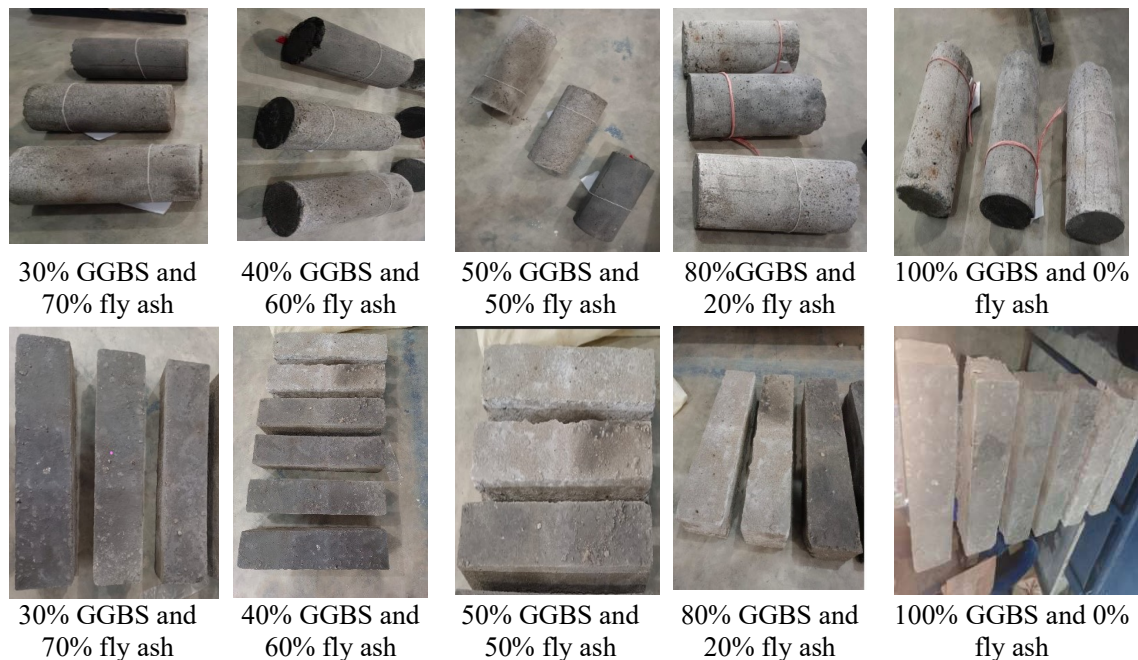 30% GGBS and
70% fly ash
40% GGBS and
60% fly ash
50% GGBS and
50% fly ash
80%GGBS and
20% fly ash
100% GGBS and 0%
fly ash
30% GGBS and
70% fly ash
40% GGBS and
60% fly ash
50% GGBS and
50% fly ash
80% GGBS and
20% fly ash
100% GGBS and 0%
fly ash